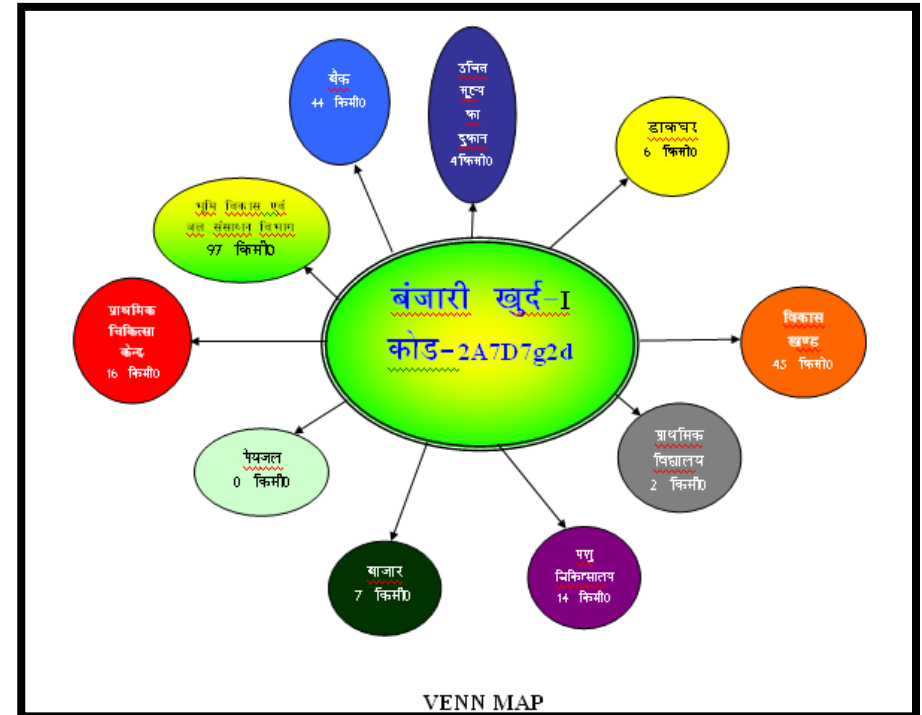 बैंक
44 किमी0
उचित
मूल्य
का
दुकान
4किमी0
डाकघर
6 किमी0
भूमि विकास एवं
जल संसाधन विभाग
97 किमी0
बंजारी खुर्द-I
कोड-2A7D7g2d
प्राथमिक
चिकित्सा
केन्द्र
16 किमी0
विकास
खण्ड
45 किमी0
पेयजल
0 किमी0
प्राथमिक
विद्यालय
2 किमी0
बाजार
7 किमी0
पशु
चिकित्सालय
14 किमी0
VENN MAP